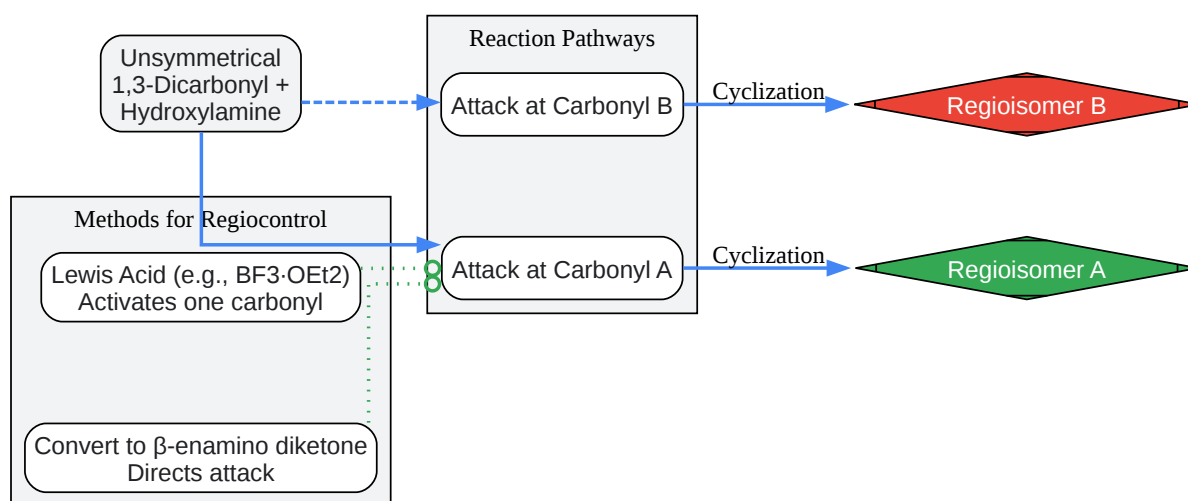 Unsymmetrical
1,3-Dicarbonyl +
Hydroxylamine
Reaction Pathways
Attack at Carbonyl B
Cyclization
Regioisomer B
Methods for Regiocontrol
Lewis Acid (e.g., BF3·OEt2)
Activates one carbonyl
Attack at Carbonyl A
Cyclization
Regioisomer A
Convert to β-enamino diketone
Directs attack